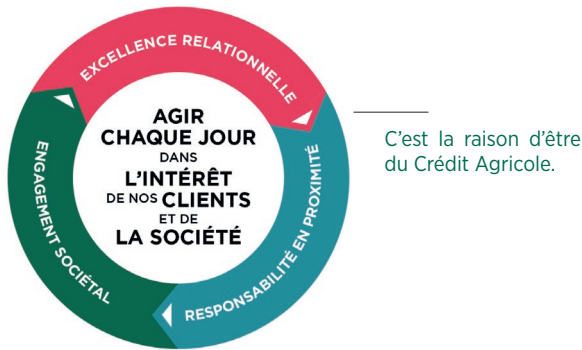 EXCELLENCE RELATIONNELLE
AGIR
CHAQUE JOUR
DANS
L'INTÉRÊT
DE NOS CLIENTS
ET DE
LA SOCIÉTÉ
RESPONSABILITÉ EN PROXIMITÉ
ENGAGEMENT SOCIÉTAL
C'est la raison d'être
du Crédit Agricole.